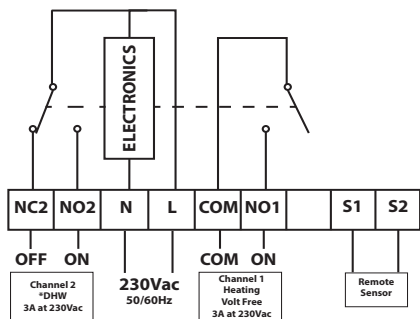 ELECTRONICS
NC2 NO2 N L COM NO1 S1 S2
OFF ON COM ON
230Vac
50/60Hz
Channel 2
*DHW
3A at 230Vac
Channel 1
Heating
Volt Free
3A at 230Vac
Remote
Sensor